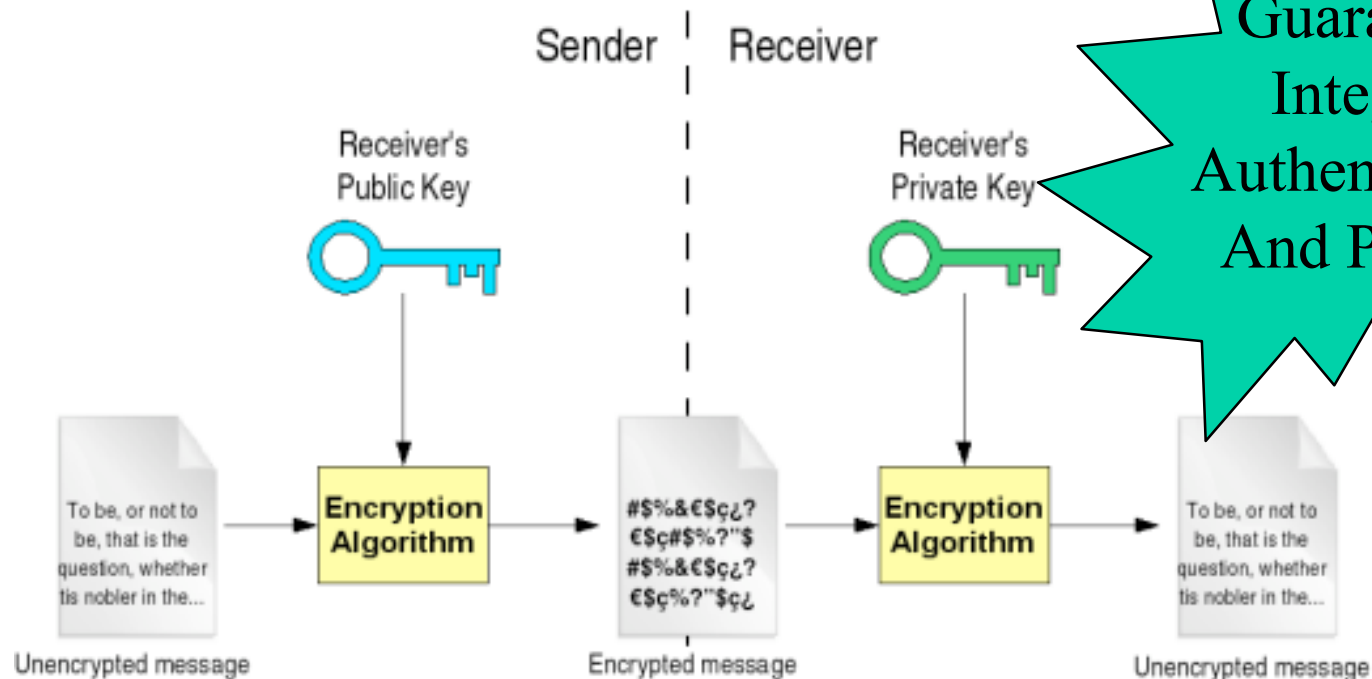 Sender
Receiver
Receiver's
Public Key
Receiver's
Private Key
Guara
Inte
Authen
And P
To be, or not to
be, that is the
question, whether
tis nobler in the...
Encryption
Algorithm
#$%&€$ç¿?
€$ç#$%?"$
#$%&€$ç¿?
€$ç%?"$ç¿
Encryption
Algorithm
To be, or not to
be, that is the
question, whether
tis nobler in the...
Unencrypted message
Encrypted message
Unencrypted message